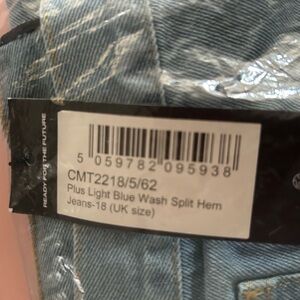 READY FOR THE FUTURE
5 059782 095938
CMT2218/5/62
Plus Light Blue Wash Split Hem
Jeans-18 (UK size)